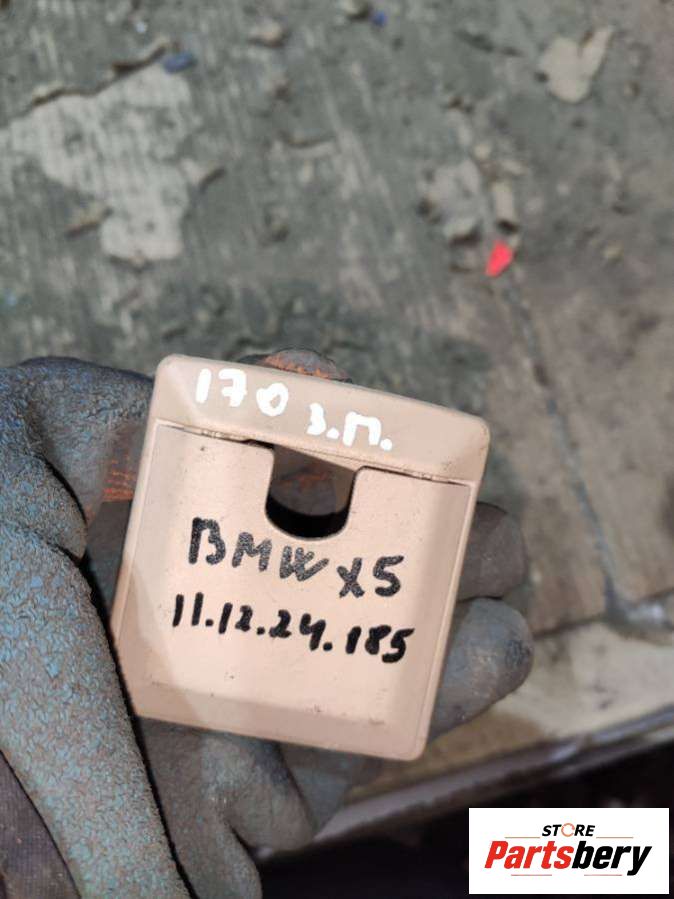 170 з.п.
BMW X5
11.12.24.185
STORE
Partsbery